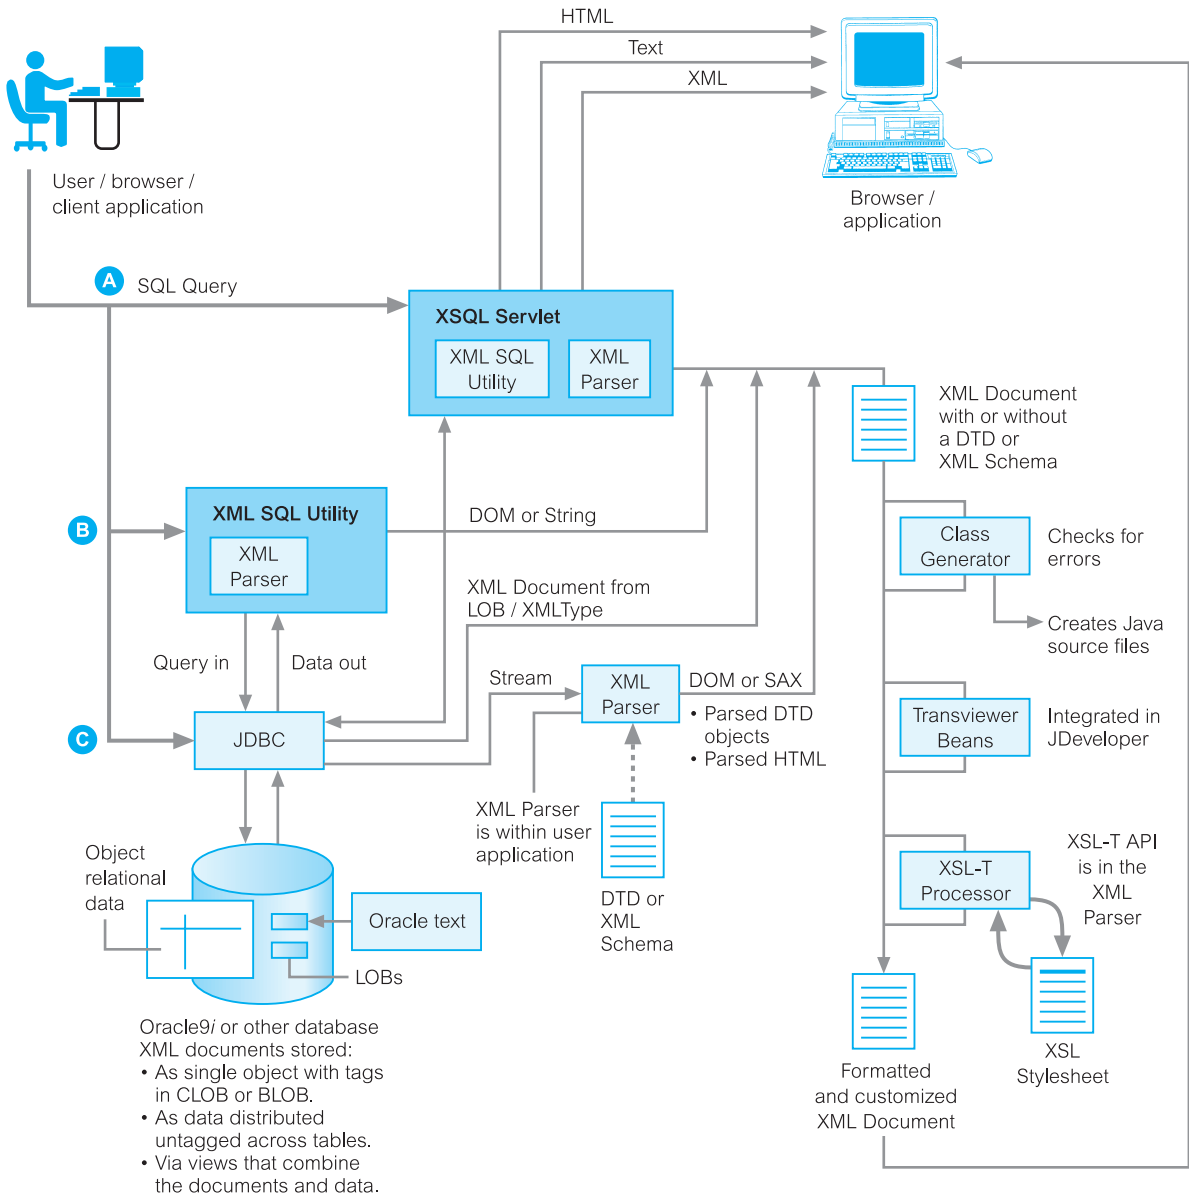 HTML
Text
XML
User / browser /
client application
Browser /
application
A
SQL Query
XSQL Servlet
XML SQL
Utility
XML
Parser
XML Document
with or without
a DTD or
XML Schema
B
XML SQL Utility
XML
Parser
DOM or String
Class
Generator
Checks for
errors
XML Document from
LOB / XMLType
Creates Java
source files
Query in
Data out
Stream
XML
Parser
DOM or SAX
• Parsed DTD
objects
• Parsed HTML
C
JDBC
Transviewer
Beans
Integrated in
JDeveloper
XML Parser
is within user
application
Object
relational
data
Oracle text
LOBs
DTD or
XML
Schema
XSL-T
Processor
XSL-T API
is in the
XML
Parser
Oracle9i or other database
XML documents stored:
• As single object with tags
in CLOB or BLOB.
• As data distributed
untagged across tables.
• Via views that combine
the documents and data.
Formatted
and customized
XML Document
XSL
Stylesheet